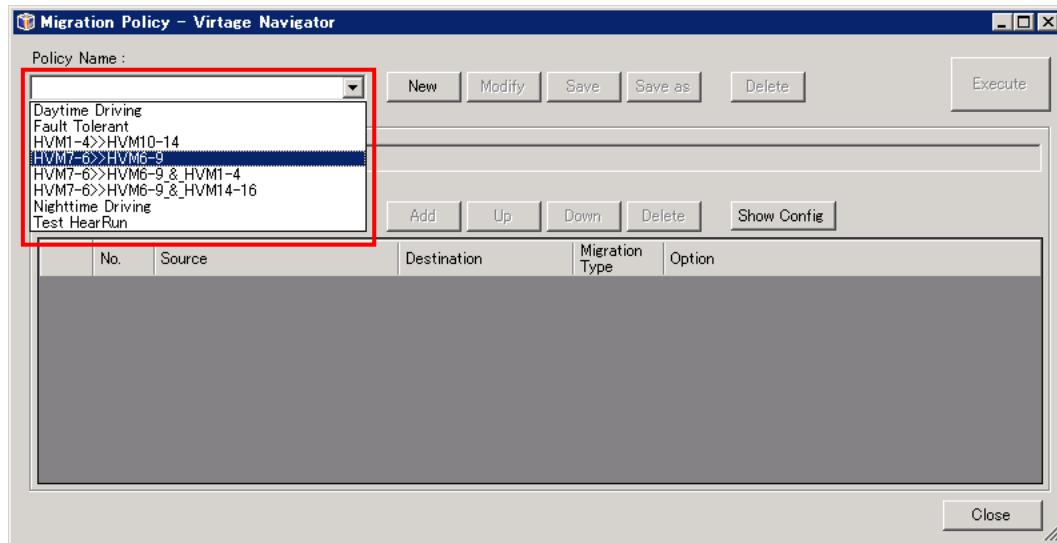 Migration Policy - Virtage Navigator
Policy Name :
New Modify Save Save as Delete Execute
Daytime Driving
Fault Tolerant
HVM1-4>>HVM10-14
HVM7-6>>HVM6-9
HVM7-6>>HVM6-9_&_HVM1-4
HVM7-6>>HVM6-9_&_HVM14-16
Nighttime Driving
Test HearRun
Add Up Down Delete Show Config
No. Source Destination Migration Type Option
Close